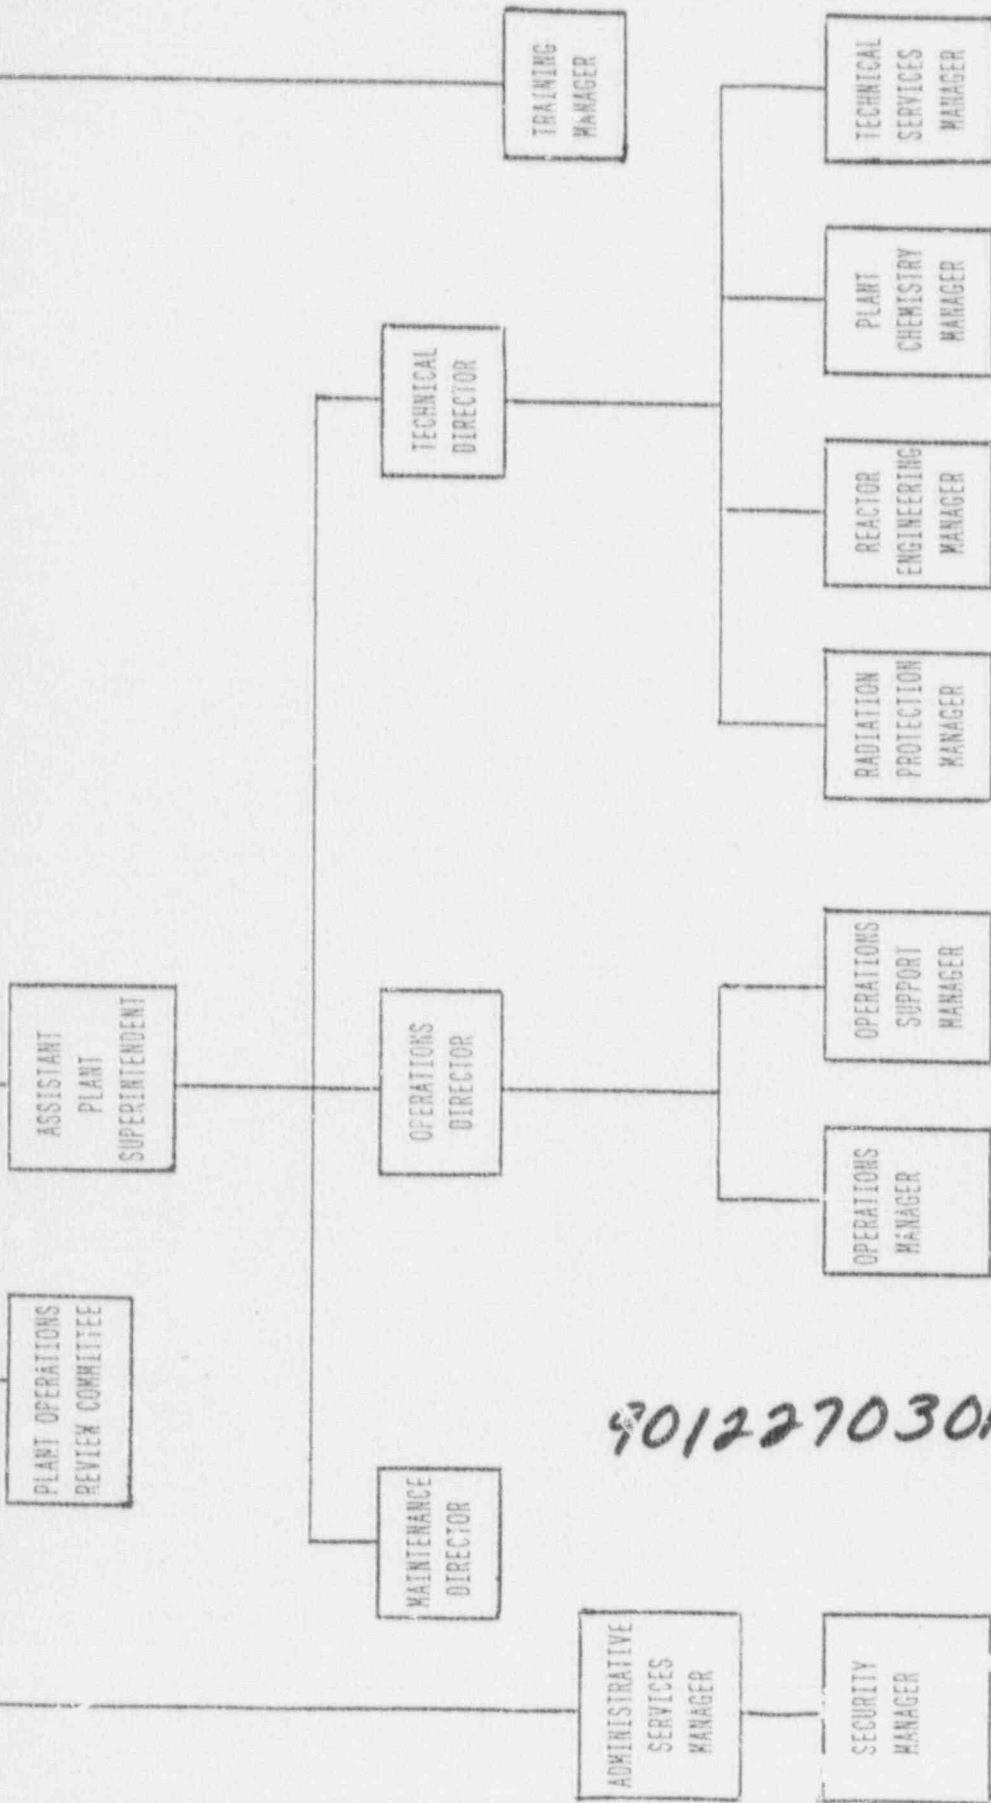 PLANT OPERATIONS
REVIEW COMMITTEE
ASSISTANT
PLANT
SUPERINTENDENT
MAINTENANCE
DIRECTOR
OPERATIONS
DIRECTOR
TECHNICAL
DIRECTOR
TRAINING
MANAGER
ADMINISTRATIVE
SERVICES
MANAGER
SECURITY
MANAGER
OPERATIONS
MANAGER
OPERATIONS
SUPPORT
MANAGER
RADIATION
PROTECTION
MANAGER
REACTOR
ENGINEERING
MANAGER
PLANT
CHEMISTRY
MANAGER
TECHNICAL
SERVICES
MANAGER